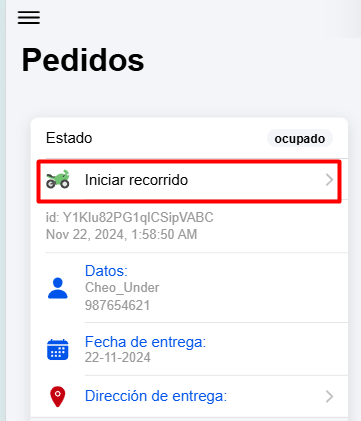 Pedidos
Estado ocupado
Iniciar recorrido
id: Y1Klu82PG1qlCSipVABC
Nov 22, 2024, 1:58:50 AM
Datos:
Cheo_Under
987654621
Fecha de entrega:
22-11-2024
Dirección de entrega: